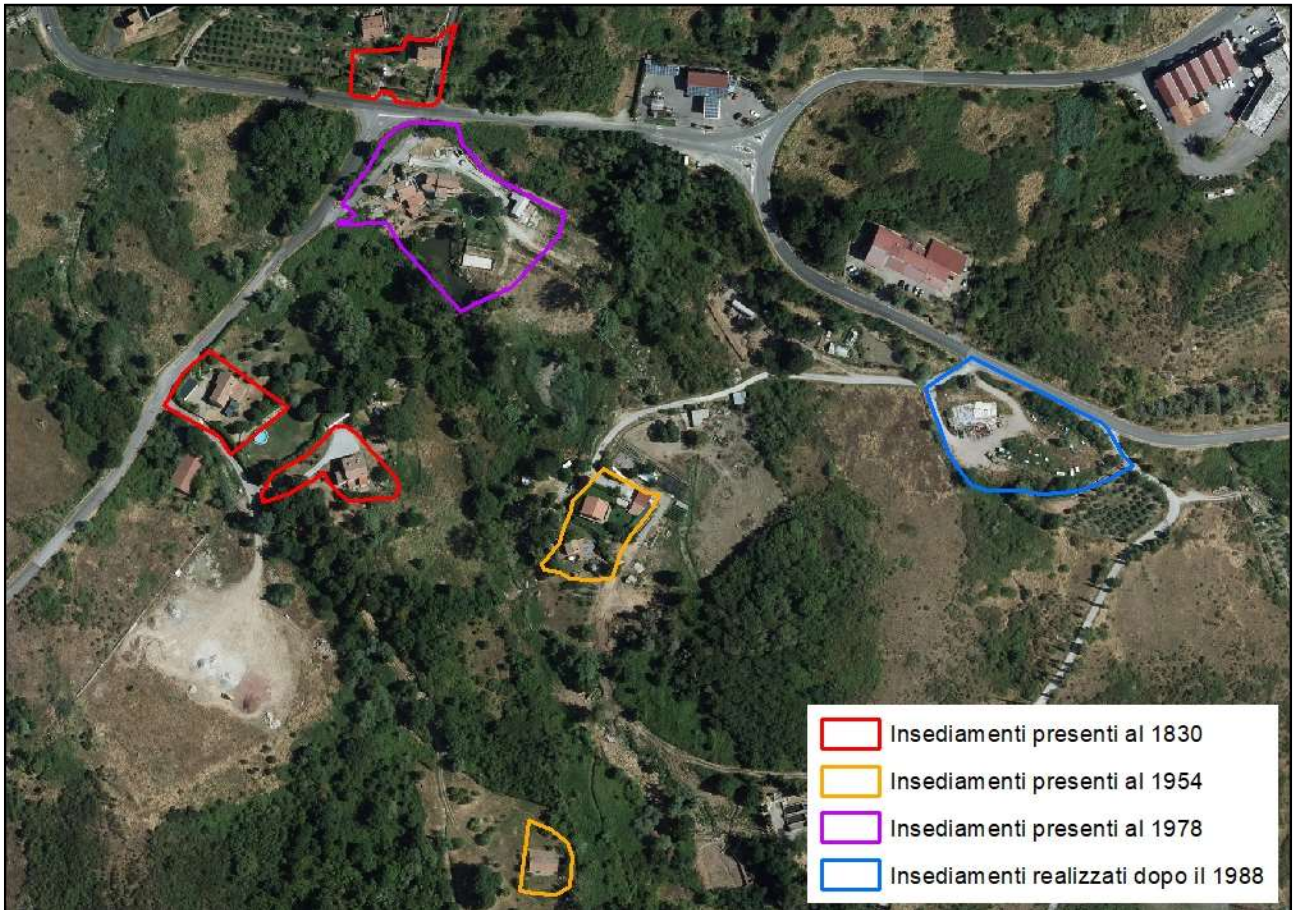 Insediamenti presenti al 1830
Insediamenti presenti al 1954
Insediamenti presenti al 1978
Insediamenti realizzati dopo il 1988